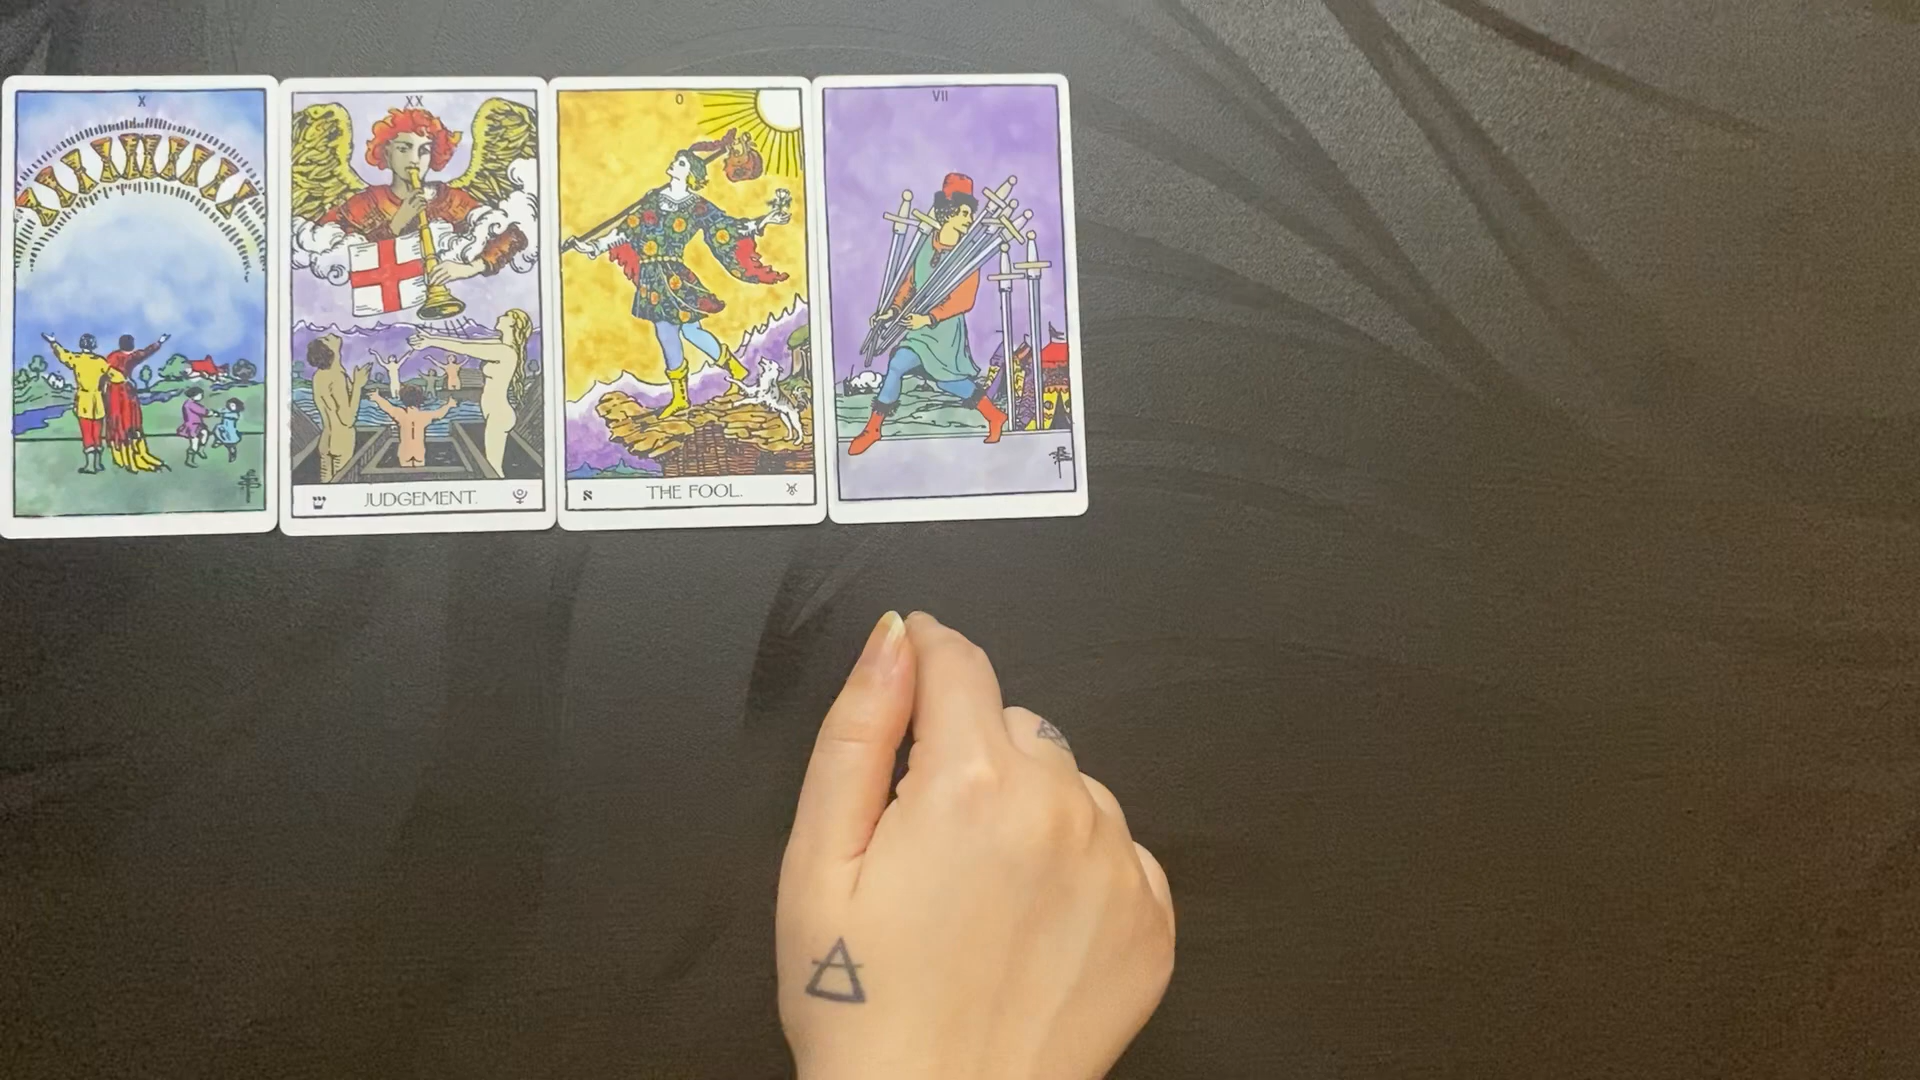 X
XX
0
VII
ש JUDGEMENT.
א THE FOOL.